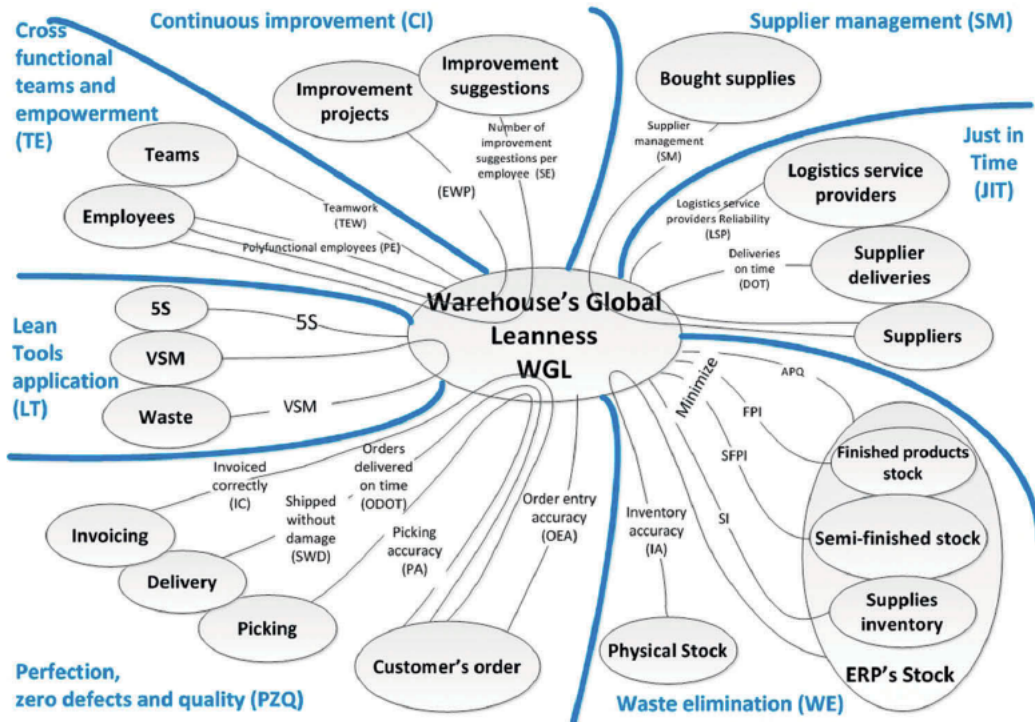 Continuous improvement (CI)
Supplier management (SM)
Cross
functional
teams and
empowerment
(TE)
Improvement
projects
Improvement
suggestions
Bought supplies
Just in
Time
(JIT)
Teams
Employees
Teamwork
(TEW)
Polyfunctional employees (PE)
(EWP)
Number of
improvement
suggestions per
employee (SE)
Supplier
management
(SM)
Logistics service
providers
Logistics service
providers Reliability
(LSP)
Deliveries
on time
(DOT)
Supplier
deliveries
Suppliers
Warehouse's Global
Leanness
WGL
Lean
Tools
application
(LT)
5S
5S
VSM
Waste
VSM
Minimize
APQ
FPI
SFPI
SI
Finished products
stock
Semi-finished stock
Supplies
inventory
ERP's Stock
Invoiced
correctly
(IC)
Orders
delivered
on time
(ODOT)
Shipped
without
damage
(SWD)
Picking
accuracy
(PA)
Order entry
accuracy
(OEA)
Inventory
accuracy
(IA)
Invoicing
Delivery
Picking
Customer's order
Physical Stock
Perfection,
zero defects and quality (PZQ)
Waste elimination (WE)